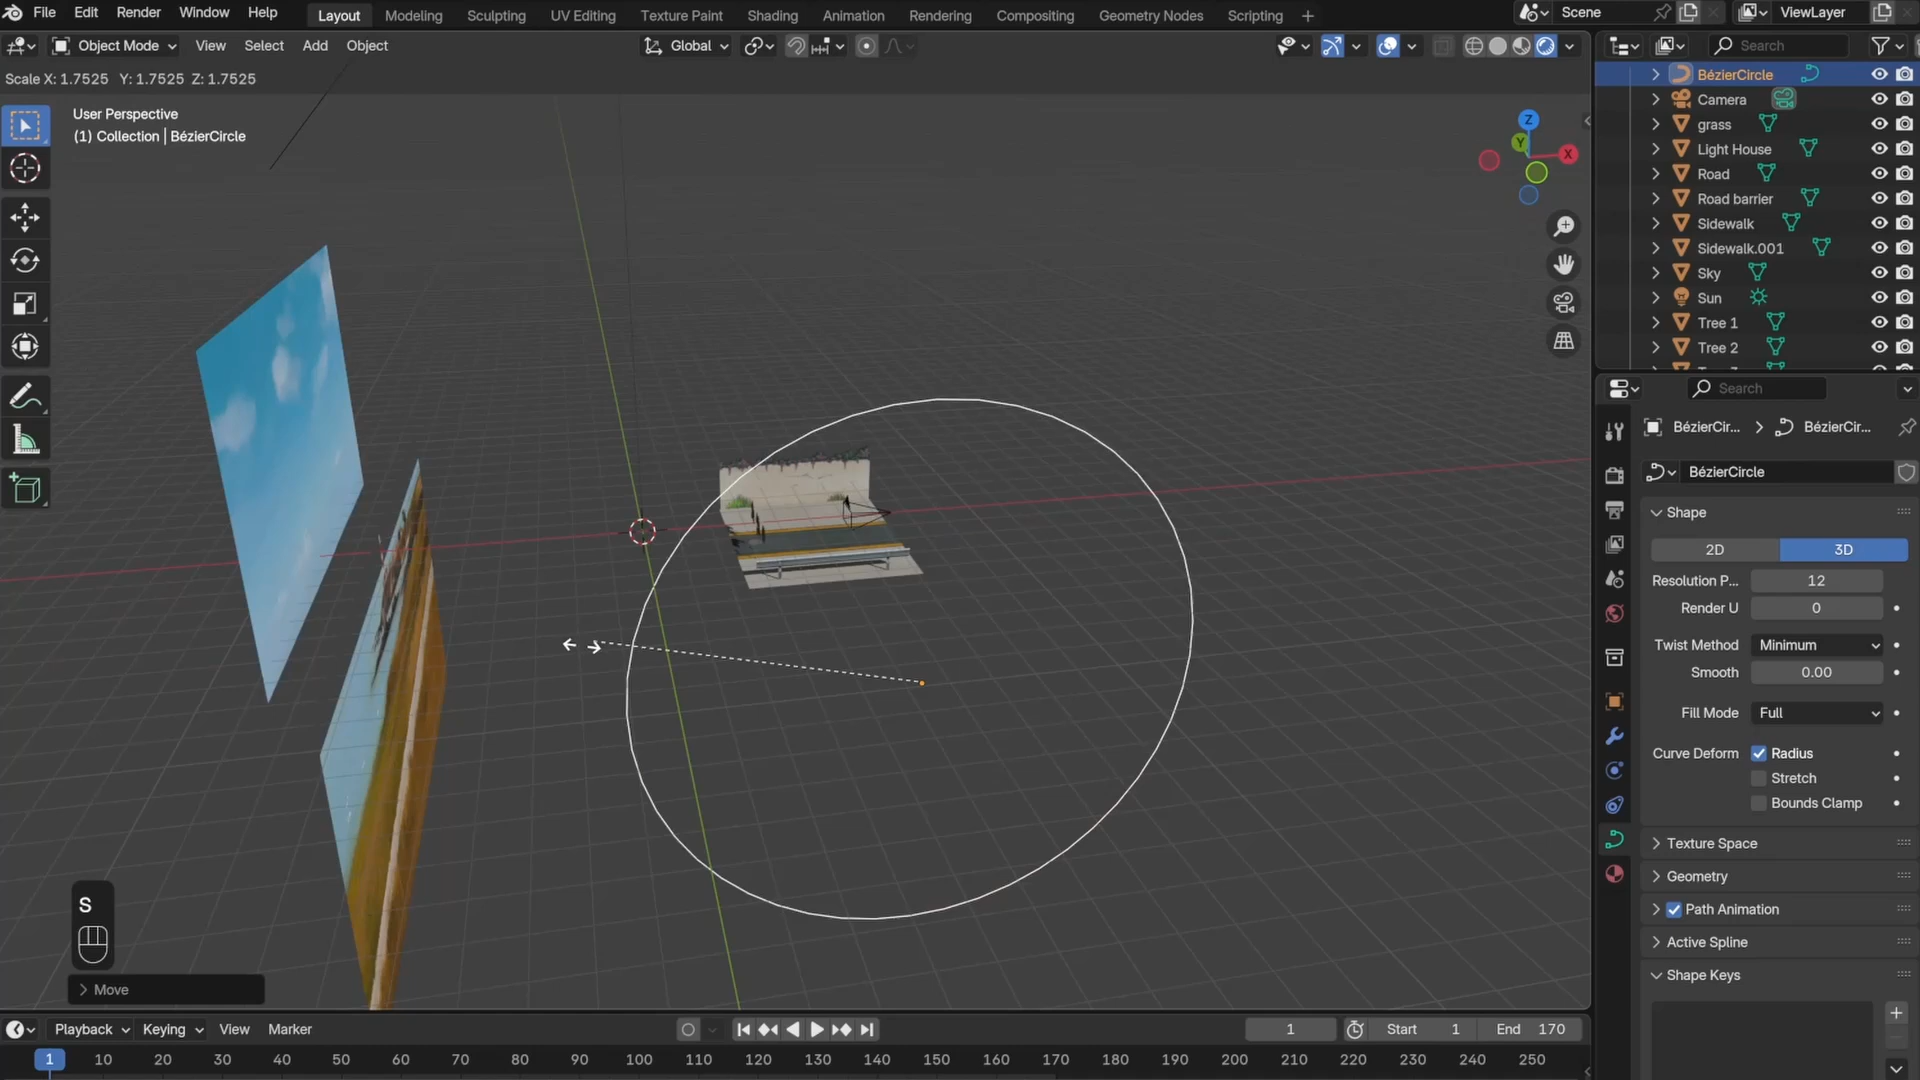 File Edit Render Window Help Layout Modeling Sculpting UV Editing Texture Paint Shading Animation Rendering Compositing Geometry Nodes Scripting + Scene ViewLayer
Object Mode View Select Add Object Global Search
Scale X: 1.7525 Y: 1.7525 Z: 1.7525
User Perspective
(1) Collection | BézierCircle
Z
Y
X
BézierCircle
Camera
grass
Light House
Road
Road barrier
Sidewalk
Sidewalk.001
Sky
Sun
Tree 1
Tree 2
Search
BézierCir... > BézierCir...
BézierCircle
Shape
2D 3D
Resolution P... 12
Render U 0
Twist Method Minimum
Smooth 0.00
Fill Mode Full
Curve Deform Radius
Stretch
Bounds Clamp
Texture Space
Geometry
Path Animation
Active Spline
Shape Keys
S
Move
Playback Keying View Marker 1 Start 1 End 170
1 10 20 30 40 50 60 70 80 90 100 110 120 130 140 150 160 170 180 190 200 210 220 230 240 250